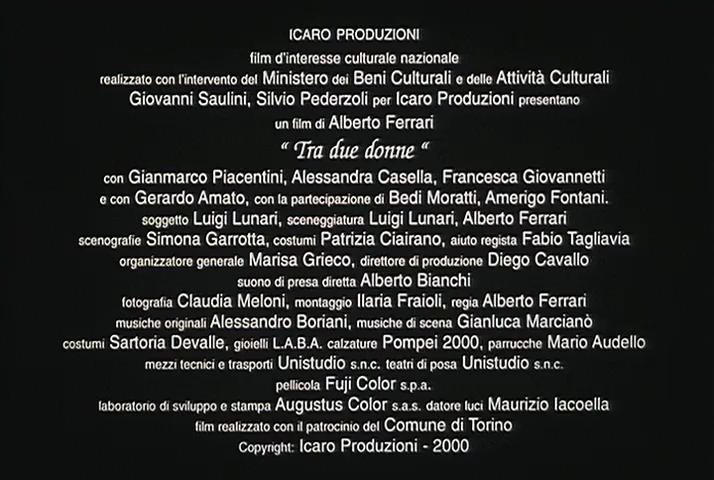 ICARO PRODUZIONI
film d'interesse culturale nazionale
realizzato con l'intervento del Ministero dei Beni Culturali e delle Attività Culturali
Giovanni Saulini, Silvio Pederzoli per Icaro Produzioni presentano
un film di Alberto Ferrari
" Tra due donne "
con Gianmarco Piacentini, Alessandra Casella, Francesca Giovannetti
e con Gerardo Amato, con la partecipazione di Bedi Moratti, Amerigo Fontani.
soggetto Luigi Lunari, sceneggiatura Luigi Lunari, Alberto Ferrari
scenografie Simona Garrotta, costumi Patrizia Ciairano, aiuto regista Fabio Tagliavia
organizzatore generale Marisa Grieco, direttore di produzione Diego Cavallo
suono di presa diretta Alberto Bianchi
fotografia Claudia Meloni, montaggio Ilaria Fraioli, regia Alberto Ferrari
musiche originali Alessandro Boriani, musiche di scena Gianluca Marcianò
costumi Sartoria Devalle, gioielli L.A.B.A. calzature Pompei 2000, parrucche Mario Audello
mezzi tecnici e trasporti Unistudio s.n.c. teatri di posa Unistudio s.n.c.
pellicola Fuji Color s.p.a.
laboratorio di sviluppo e stampa Augustus Color s.a.s. datore luci Maurizio Iacoella
film realizzato con il patrocinio del Comune di Torino
Copyright: Icaro Produzioni - 2000